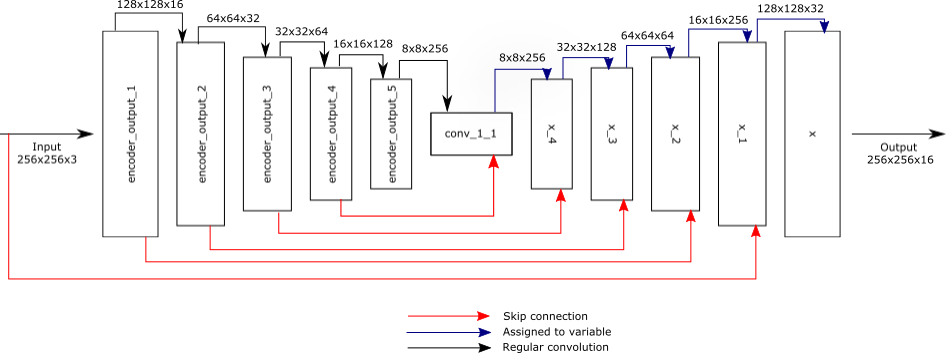 128x128x16
64x64x32
32x32x64
16x16x128
8x8x256
8x8x256
32x32x128
64x64x64
16x16x256
128x128x32
Input
256x256x3
encoder_output_1
encoder_output_2
encoder_output_3
encoder_output_4
encoder_output_5
conv_1_1
x_4
x_3
x_2
x_1
x
Output
256x256x16
Skip connection
Assigned to variable
Regular convolution